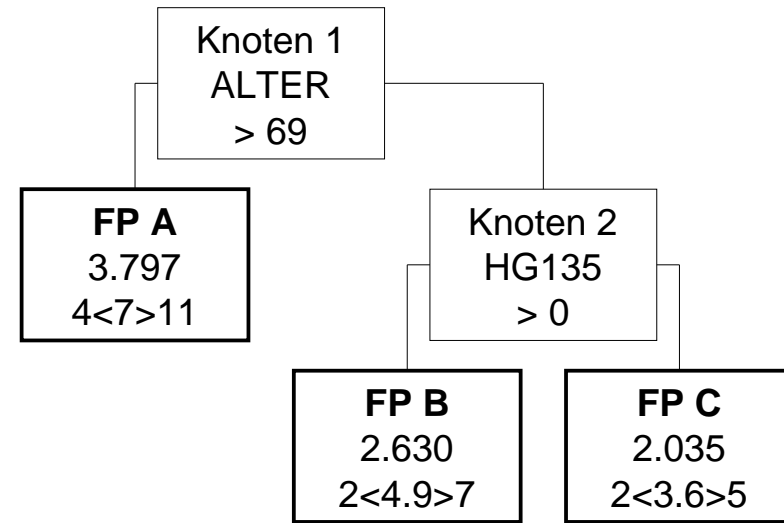 Knoten 1
ALTER
> 69
FP A
3.797
4<7>11
Knoten 2
HG135
> 0
FP B
2.630
2<4.9>7
FP C
2.035
2<3.6>5